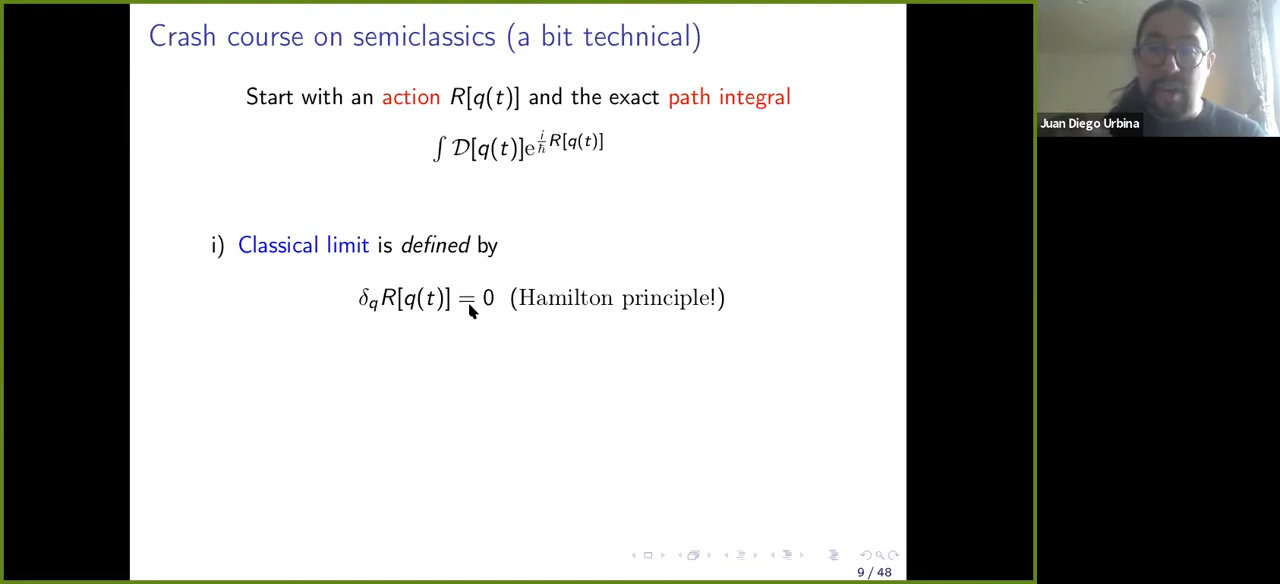 Crash course on semiclassics (a bit technical)
Start with an action R[q(t)] and the exact path integral
∫ 𝒟[q(t)]e^{\frac{i}{ħ}R[q(t)]}
i) Classical limit is defined by
δ_q R[q(t)] = 0 (Hamilton principle!)
9 / 48
Juan Diego Urbina